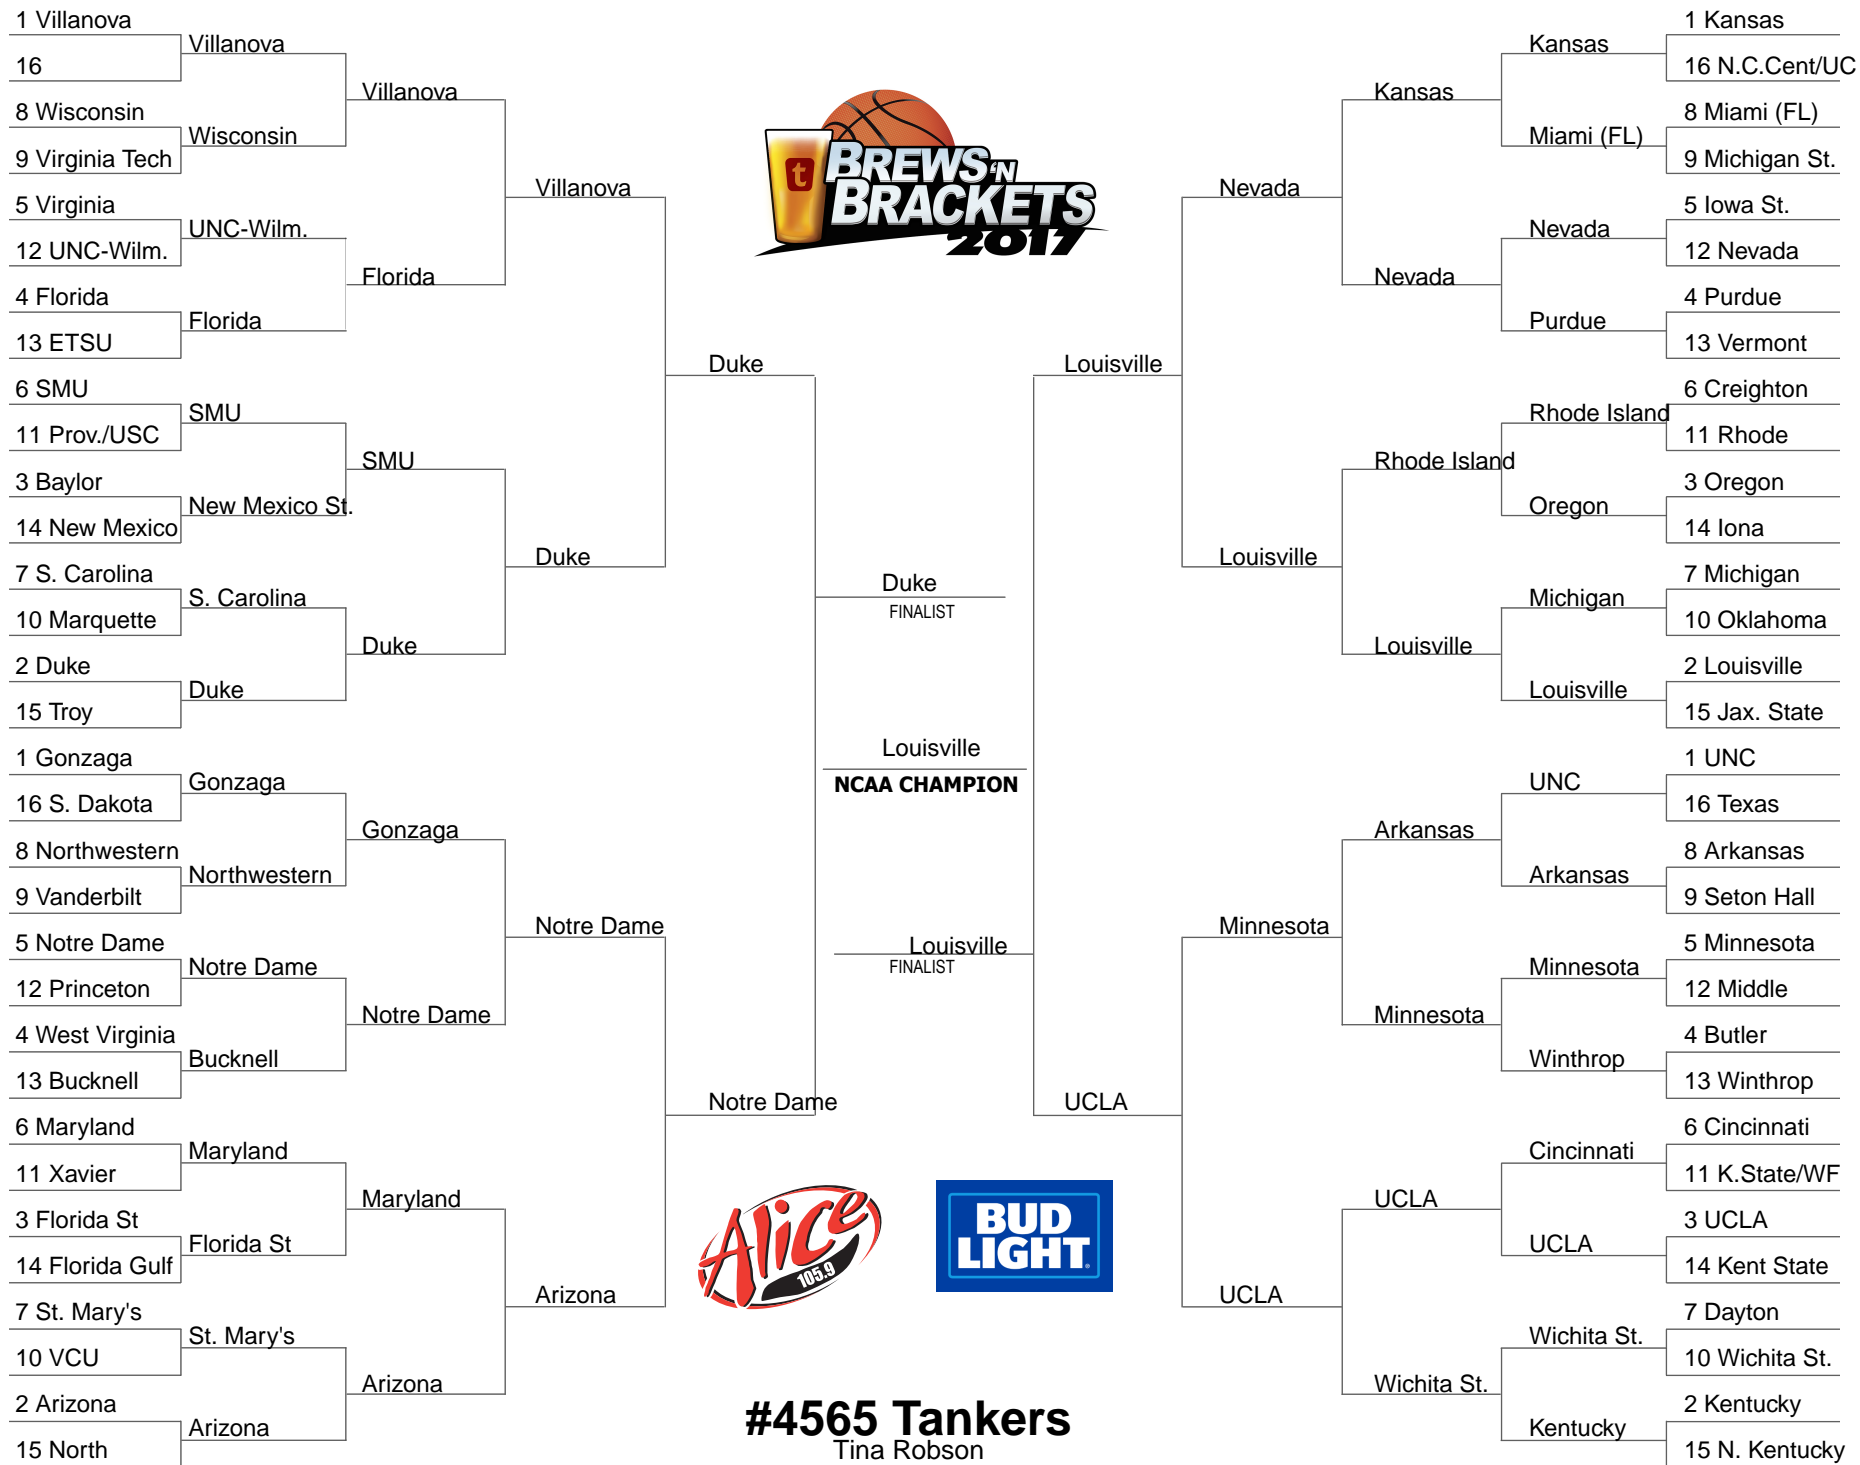 1 Villanova
16
8 Wisconsin
9 Virginia Tech
5 Virginia
12 UNC-Wilm.
4 Florida
13 ETSU
6 SMU
11 Prov./USC
3 Baylor
14 New Mexico
7 S. Carolina
10 Marquette
2 Duke
15 Troy
1 Gonzaga
16 S. Dakota
8 Northwestern
9 Vanderbilt
5 Notre Dame
12 Princeton
4 West Virginia
13 Bucknell
6 Maryland
11 Xavier
3 Florida St
14 Florida Gulf
7 St. Mary's
10 VCU
2 Arizona
15 North
Villanova
Wisconsin
UNC-Wilm.
Florida
SMU
New Mexico St.
S. Carolina
Duke
Gonzaga
Northwestern
Notre Dame
Bucknell
Maryland
Florida St
St. Mary's
Arizona
Villanova
Florida
SMU
Duke
Gonzaga
Notre Dame
Maryland
Arizona
Villanova
Duke
Notre Dame
Arizona
Duke
Notre Dame
t
BREWS 'N
BRACKETS
2017
Duke
FINALIST
Louisville
NCAA CHAMPION
Louisville
FINALIST
Alice
105.9
BUD
LIGHT
#4565 Tankers
Tina Robson
Louisville
UCLA
Nevada
Louisville
Minnesota
UCLA
Kansas
Nevada
Rhode Island
Louisville
Arkansas
Minnesota
UCLA
Wichita St.
Kansas
Miami (FL)
Nevada
Purdue
Rhode Island
Oregon
Michigan
Louisville
UNC
Arkansas
Minnesota
Winthrop
Cincinnati
UCLA
Wichita St.
Kentucky
1 Kansas
16 N.C.Cent/UC
8 Miami (FL)
9 Michigan St.
5 Iowa St.
12 Nevada
4 Purdue
13 Vermont
6 Creighton
11 Rhode
3 Oregon
14 Iona
7 Michigan
10 Oklahoma
2 Louisville
15 Jax. State
1 UNC
16 Texas
8 Arkansas
9 Seton Hall
5 Minnesota
12 Middle
4 Butler
13 Winthrop
6 Cincinnati
11 K.State/WF
3 UCLA
14 Kent State
7 Dayton
10 Wichita St.
2 Kentucky
15 N. Kentucky